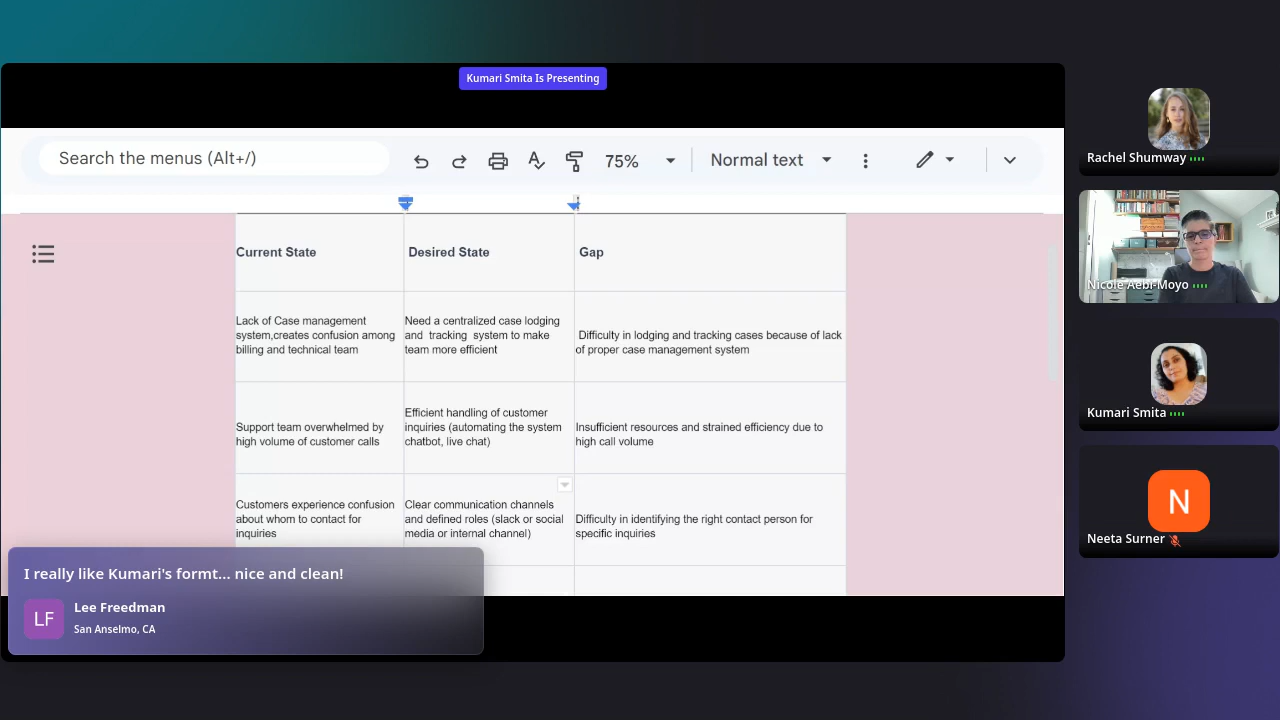 Kumari Smita Is Presenting
Search the menus (Alt+/)
75%
Normal text
Current State
Desired State
Gap
Lack of Case management
system,creates confusion among
billing and technical team
Need a centralized case lodging
and tracking system to make
team more efficient
Difficulty in lodging and tracking cases because of lack
of proper case management system
Support team overwhelmed by
high volume of customer calls
Efficient handling of customer
inquiries (automating the system
chatbot, live chat)
Insufficient resources and strained efficiency due to
high call volume
Customers experience confusion
about whom to contact for
inquiries
Clear communication channels
and defined roles (slack or social
media or internal channel)
Difficulty in identifying the right contact person for
specific inquiries
I really like Kumari's formt... nice and clean!
LF
Lee Freedman
San Anselmo, CA
Rachel Shumway
Nicole Aebi-Moyo
Kumari Smita
N
Neeta Surner